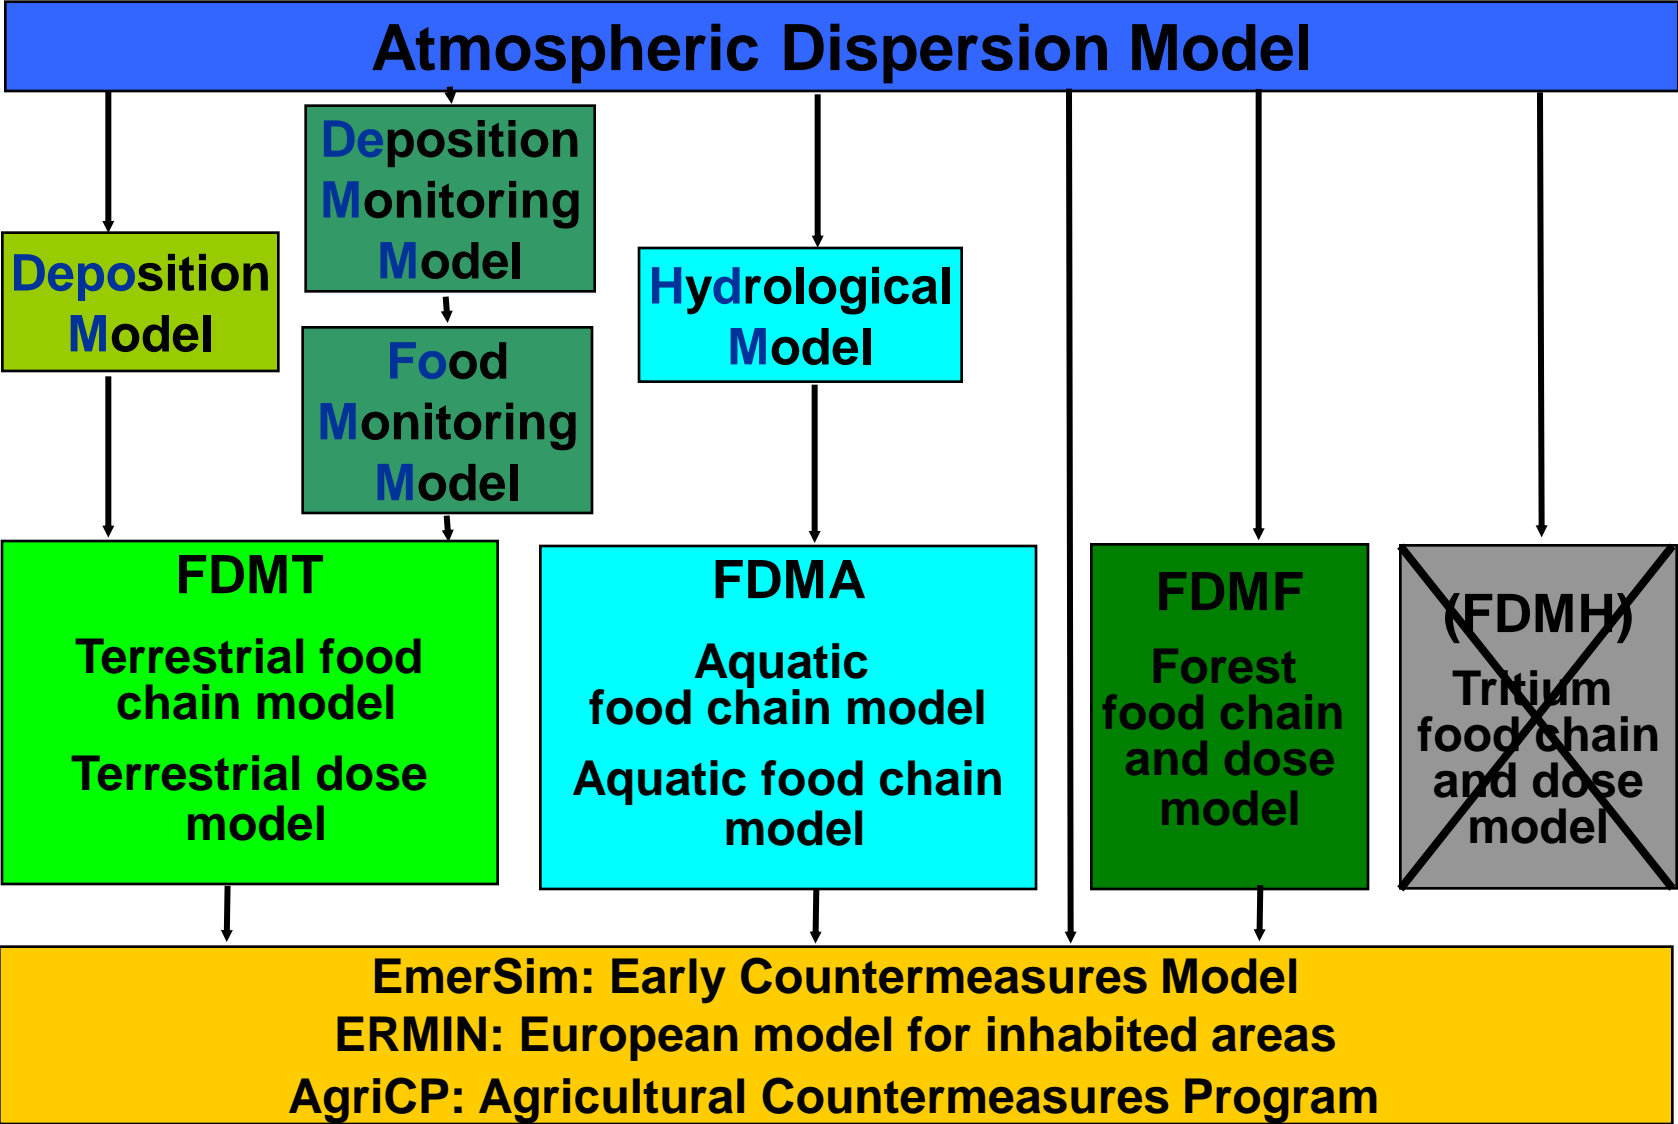 Atmospheric Dispersion Model
Deposition
Monitoring
Model
Deposition
Model
Hydrological
Model
Food
Monitoring
Model
FDMT
Terrestrial food
chain model
Terrestrial dose
model
FDMA
Aquatic
food chain model
Aquatic food chain
model
FDMF
Forest
food chain
and dose
model
(FDMH)
Tritium
food chain
and dose
model
EmerSim: Early Countermeasures Model
ERMIN: European model for inhabited areas
AgriCP: Agricultural Countermeasures Program